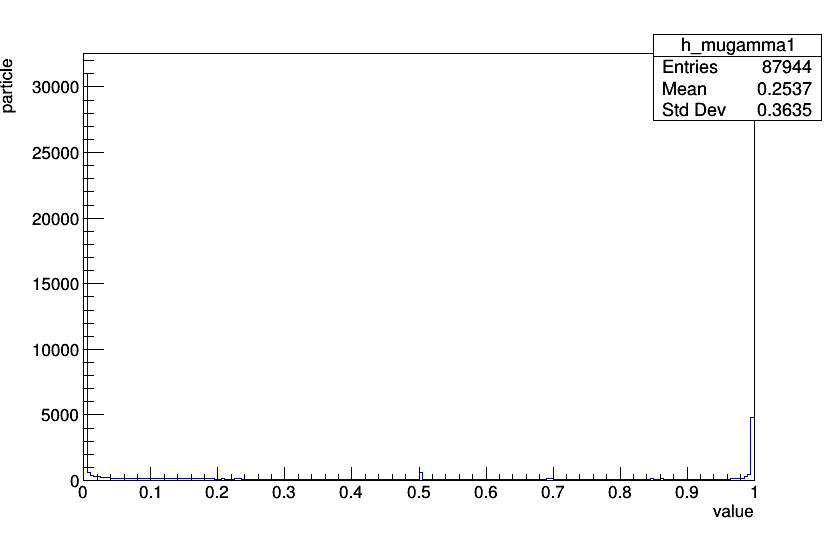 h_mugamma1
Entries 87944
Mean 0.2537
Std Dev 0.3635
particle
30000
25000
20000
15000
10000
5000
0
0 0.1 0.2 0.3 0.4 0.5 0.6 0.7 0.8 0.9 1
value